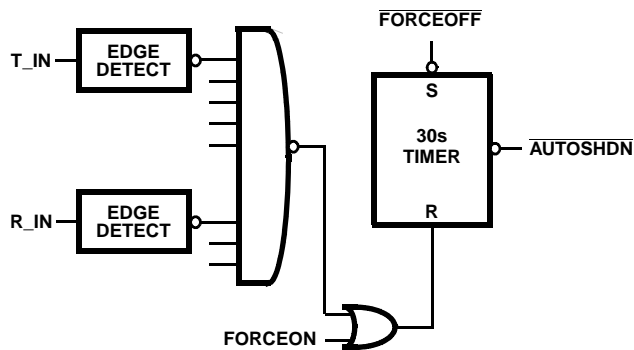 FORCEOFF
T_IN
EDGE
DETECT
S
30s
TIMER
AUTOSHDN
R
R_IN
EDGE
DETECT
FORCEON